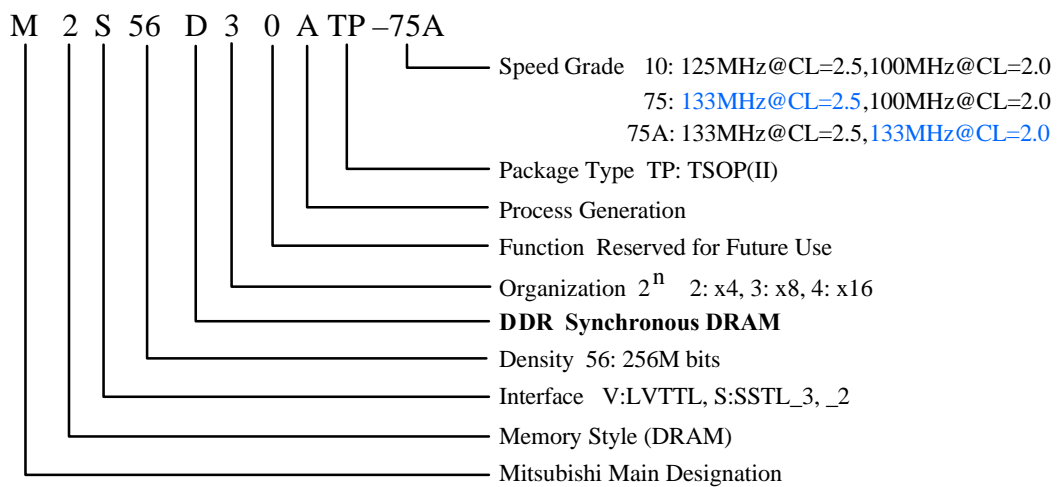 M 2 S 56 D 3 0 A TP –75A
Speed Grade 10: 125MHz@CL=2.5,100MHz@CL=2.0
75: 133MHz@CL=2.5,100MHz@CL=2.0
75A: 133MHz@CL=2.5,133MHz@CL=2.0
Package Type TP: TSOP(II)
Process Generation
Function Reserved for Future Use
Organization 2ⁿ 2: x4, 3: x8, 4: x16
DDR Synchronous DRAM
Density 56: 256M bits
Interface V:LVTTL, S:SSTL_3, _2
Memory Style (DRAM)
Mitsubishi Main Designation